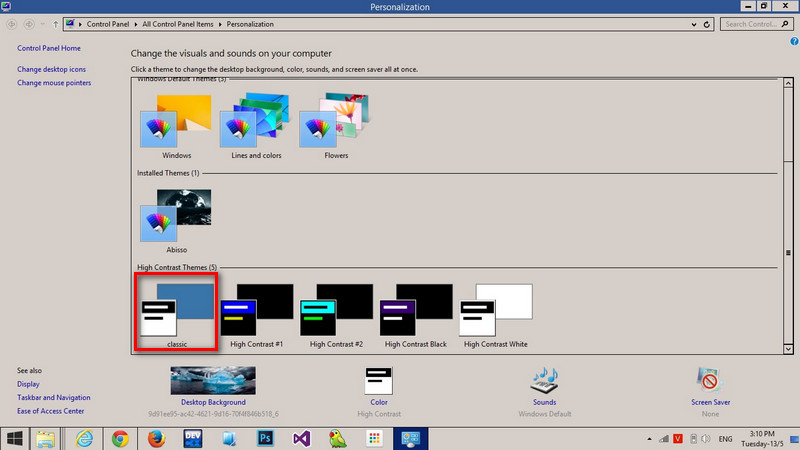 Personalization
Control Panel
All Control Panel Items
Personalization
Search Control...
Control Panel Home
Change desktop icons
Change mouse pointers
Change the visuals and sounds on your computer
Click a theme to change the desktop background, color, sounds, and screen saver all at once.
Windows Default Themes (3)
Windows
Lines and colors
Flowers
Installed Themes (1)
Abisso
High Contrast Themes (5)
classic
High Contrast #1
High Contrast #2
High Contrast Black
High Contrast White
See also
Display
Taskbar and Navigation
Ease of Access Center
Desktop Background
9d91ee95-ac42-4621-9d16-70f4f846b518_6
Color
High Contrast
Sounds
Windows Default
Screen Saver
None
DEV
Ps
V
ENG
3:10 PM
Tuesday-13/5